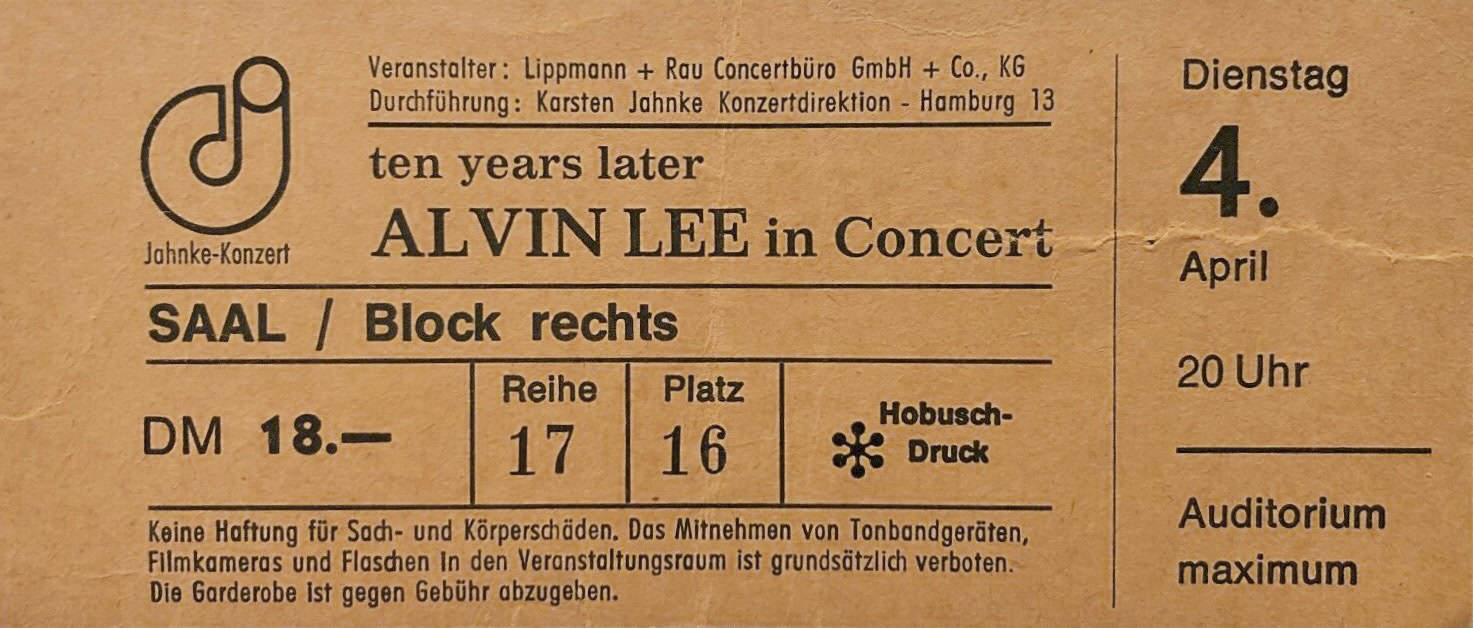 Veranstalter: Lippmann + Rau Concertbüro GmbH + Co., KG
Durchführung: Karsten Jahnke Konzertdirektion - Hamburg 13
ten years later
ALVIN LEE in Concert
Jahnke-Konzert
SAAL / Block rechts
DM 18.—
Reihe
17
Platz
16
Hobusch-
Druck
Keine Haftung für Sach- und Körperschäden. Das Mitnehmen von Tonbandgeräten,
Filmkameras und Flaschen in den Veranstaltungsraum ist grundsätzlich verboten.
Die Garderobe ist gegen Gebühr abzugeben.
Dienstag
4.
April
20 Uhr
Auditorium
maximum